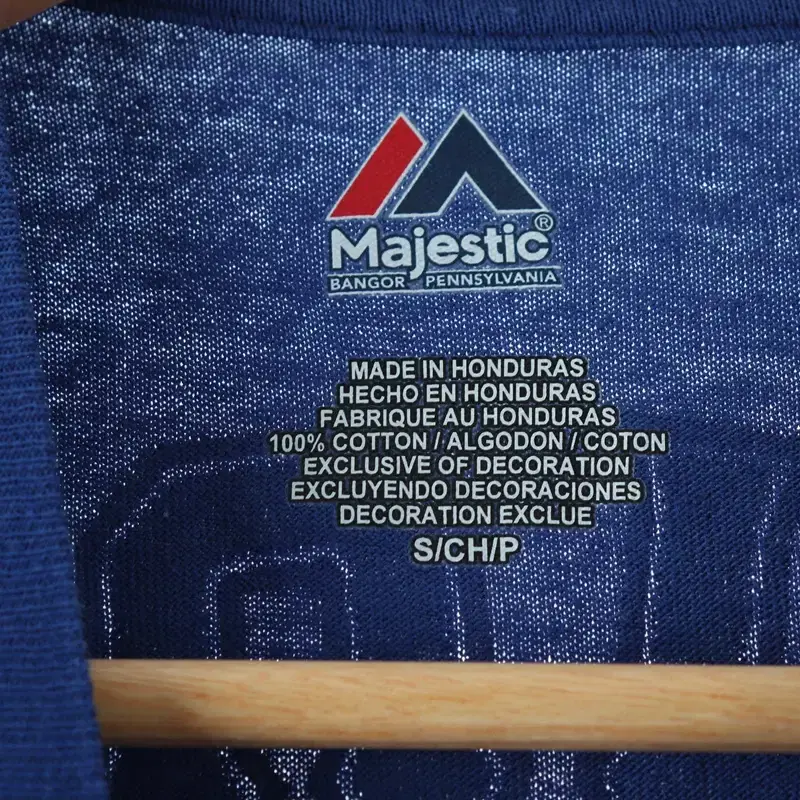 Majestic®
BANGOR PENNSYLVANIA
MADE IN HONDURAS
HECHO EN HONDURAS
FABRIQUE AU HONDURAS
100% COTTON / ALGODON / COTON
EXCLUSIVE OF DECORATION
EXCLUYENDO DECORACIONES
DECORATION EXCLUE
S/CH/P